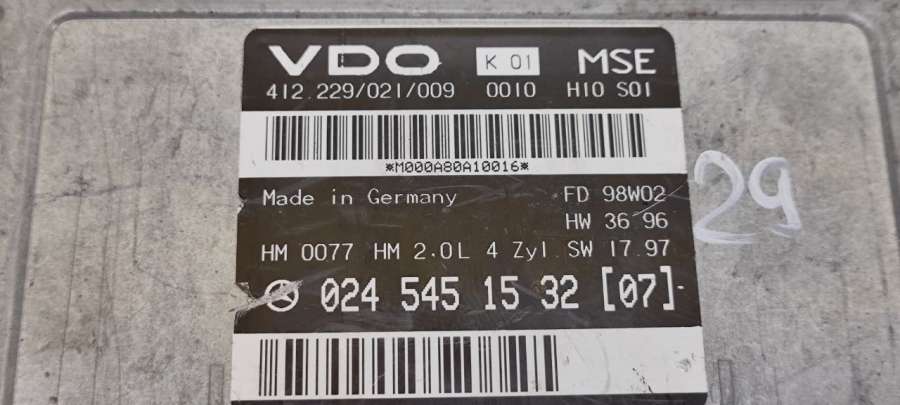 VDO K 01 MSE
412.229/021/009 0010 H10 S01
*M000A80A10016*
Made in Germany FD 98W02
HW 36 96
HM 0077 HM 2.0L 4 Zyl. SW 17.97
024 545 15 32 [07]
29